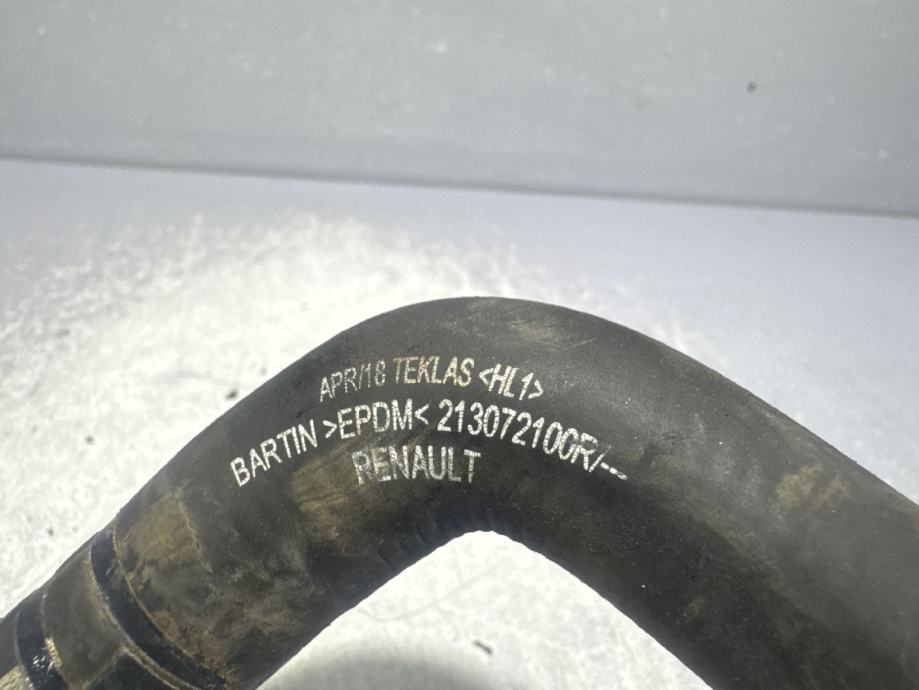 APR/18 TEKLAS <HL1>
BARTIN >EPDM< 213072100R/--
RENAULT